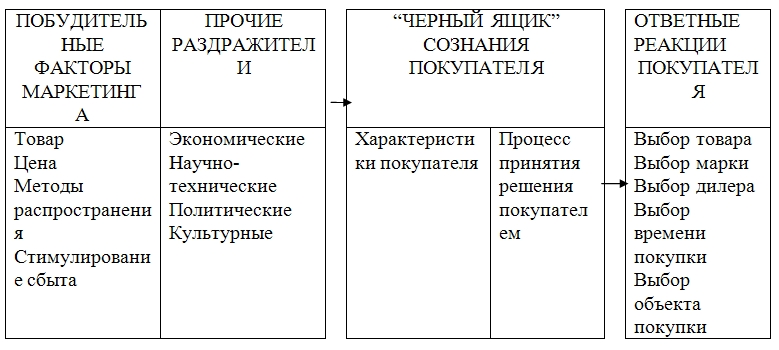 ПОБУДИТЕЛЬ
НЫЕ
ФАКТОРЫ
МАРКЕТИНГ
А
ПРОЧИЕ
РАЗДРАЖИТЕЛ
И
“ЧЕРНЫЙ ЯЩИК”
СОЗНАНИЯ
ПОКУПАТЕЛЯ
ОТВЕТНЫЕ
РЕАКЦИИ
ПОКУПАТЕЛ
Я
Товар
Цена
Методы
распространени
я
Стимулировани
е сбыта
Экономические
Научно-
технические
Политические
Культурные
Характеристи
ки покупателя
Процесс
принятия
решения
покупател
ем
Выбор товара
Выбор марки
Выбор дилера
Выбор
времени
покупки
Выбор
объекта
покупки